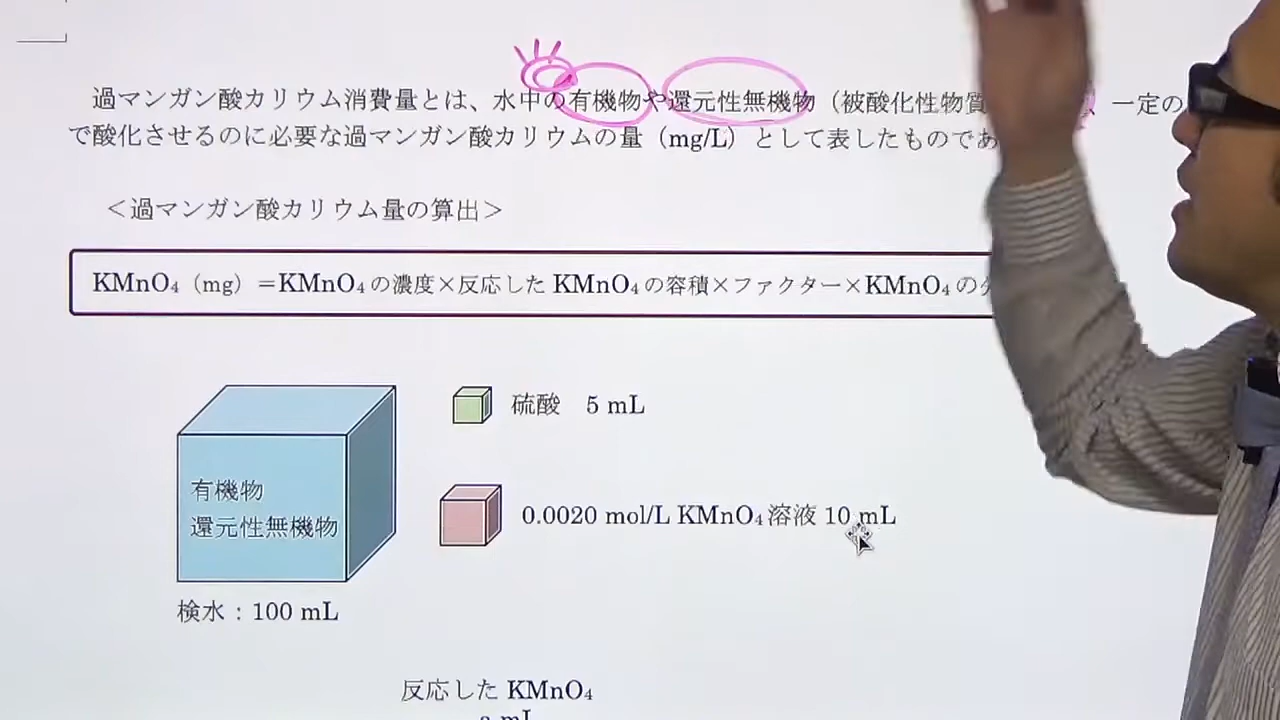 過マンガン酸カリウム消費量とは、水中の有機物や還元性無機物（被酸化性物質、一定の
で酸化させるのに必要な過マンガン酸カリウムの量（mg/L）として表したものであ
＜過マンガン酸カリウム量の算出＞
KMnO₄（mg）＝KMnO₄の濃度×反応したKMnO₄の容積×ファクター×KMnO₄の
硫酸　5 mL
有機物
還元性無機物
0.0020 mol/L KMnO₄溶液 10 mL
検水：100 mL
反応した KMnO₄